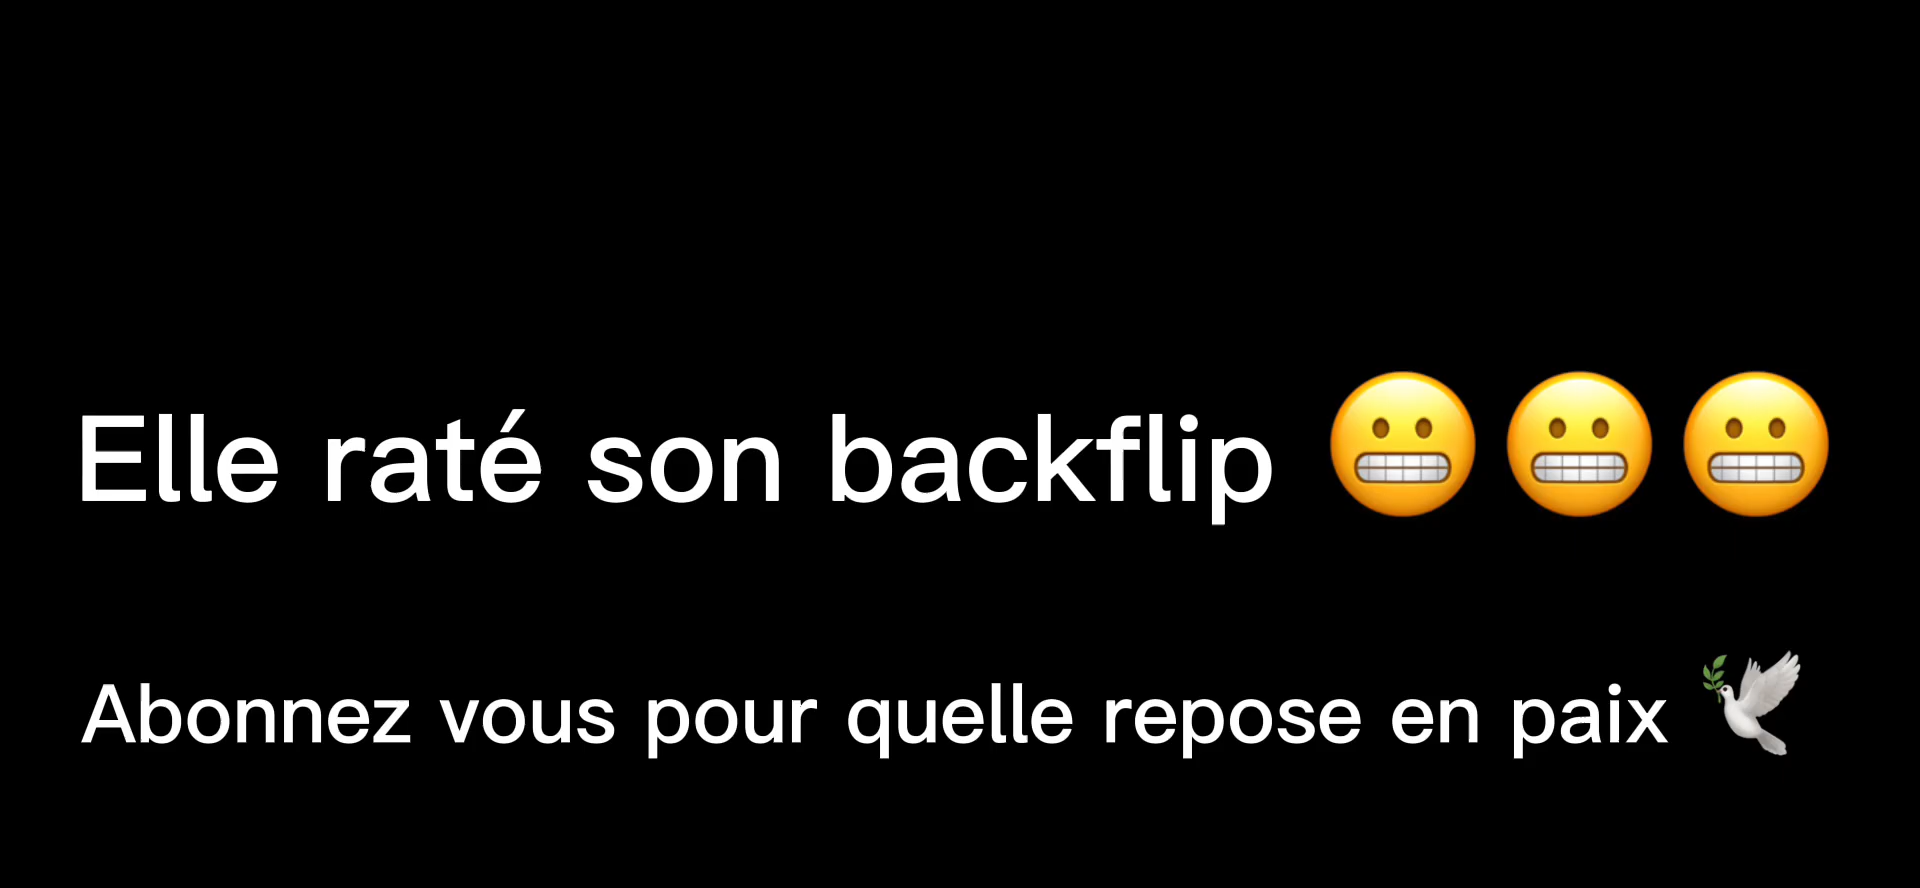 Elle raté son backflip 😬😬😬
Abonnez vous pour quelle repose en paix 🕊️